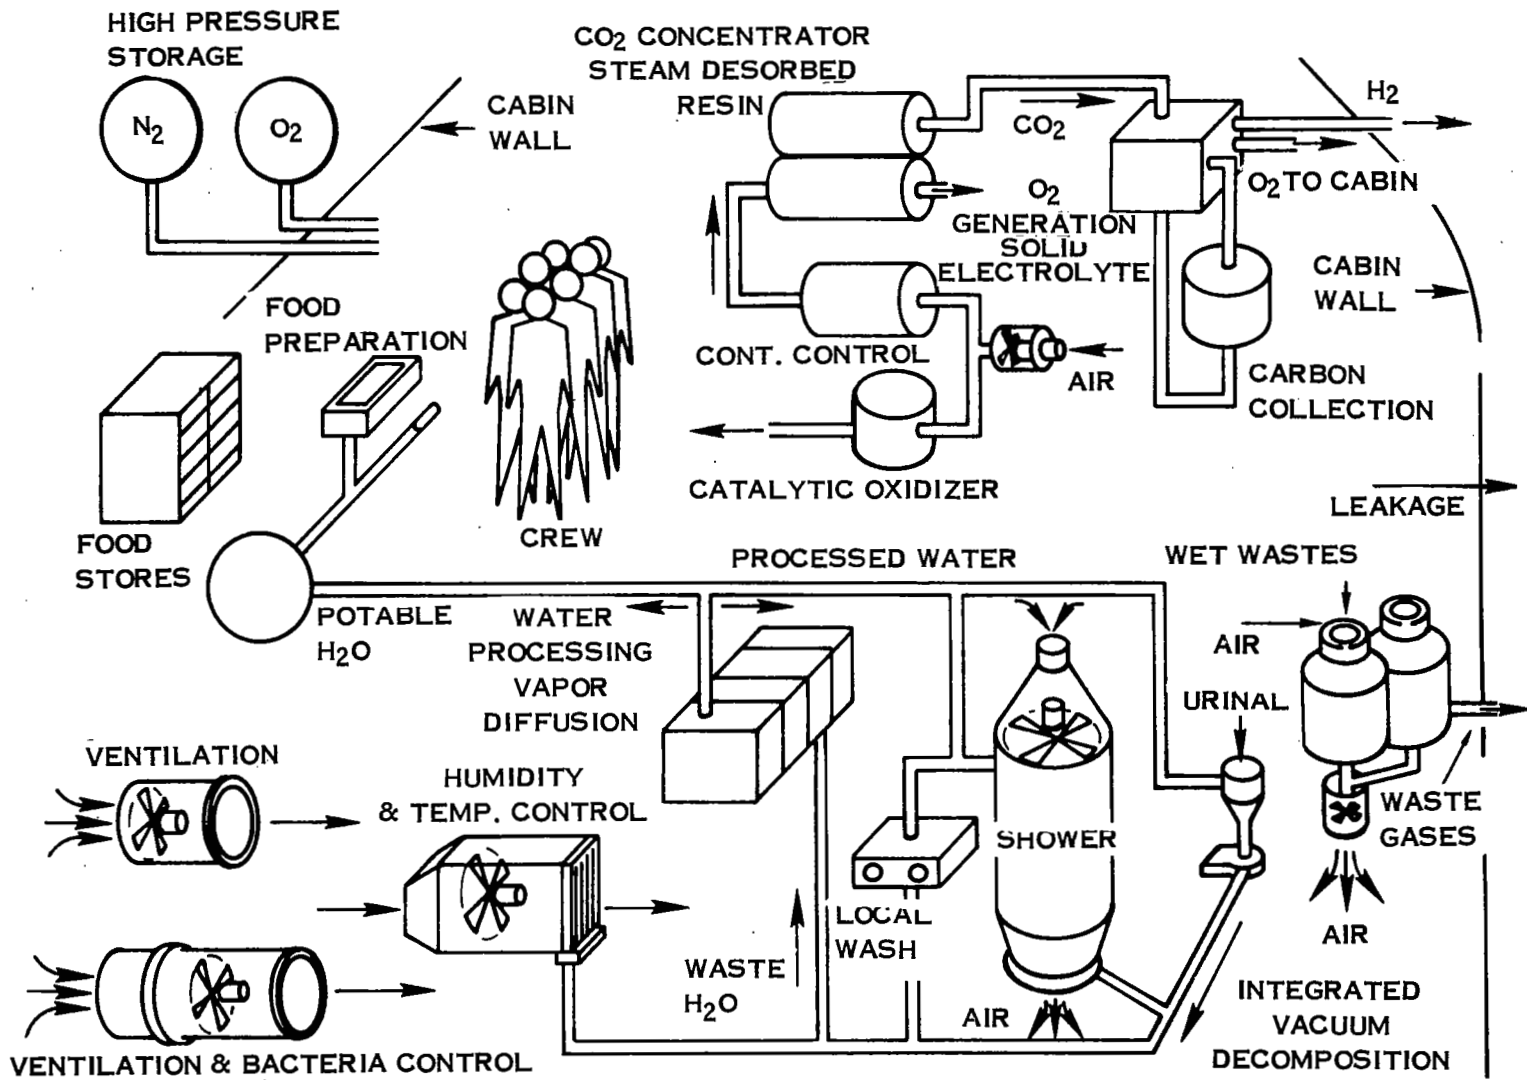 HIGH PRESSURE
STORAGE
N2
O2
CABIN
WALL
CO2 CONCENTRATOR
STEAM DESORBED
RESIN
CO2
H2
O2 TO CABIN
O2
GENERATION
SOLID
ELECTROLYTE
CABIN
WALL
FOOD
PREPARATION
CONT. CONTROL
AIR
CARBON
COLLECTION
CATALYTIC OXIDIZER
LEAKAGE
CREW
FOOD
STORES
PROCESSED WATER
WET WASTES
POTABLE
H2O
WATER
PROCESSING
VAPOR
DIFFUSION
AIR
URINAL
VENTILATION
HUMIDITY
& TEMP. CONTROL
SHOWER
WASTE
GASES
LOCAL
WASH
AIR
WASTE
H2O
AIR
INTEGRATED
VACUUM
DECOMPOSITION
VENTILATION & BACTERIA CONTROL